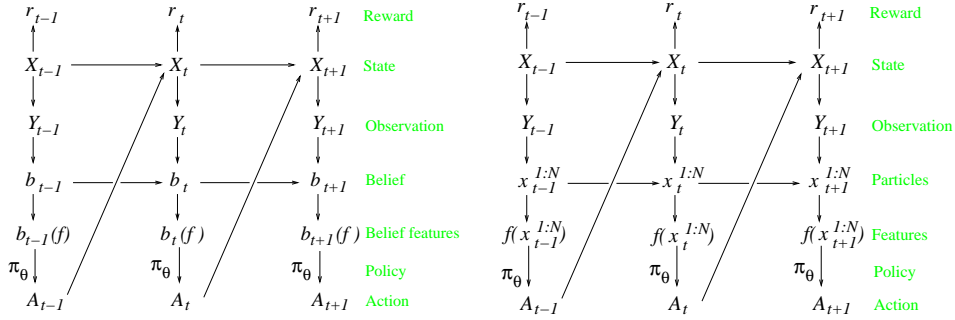 r_{t-1} r_t r_{t+1} Reward
X_{t-1} X_t X_{t+1} State
Y_{t-1} Y_t Y_{t+1} Observation
b_{t-1} b_t b_{t+1} Belief
b_{t-1}(f) b_t(f) b_{t+1}(f) Belief features
π_θ π_θ π_θ Policy
A_{t-1} A_t A_{t+1} Action
r_{t-1} r_t r_{t+1} Reward
X_{t-1} X_t X_{t+1} State
Y_{t-1} Y_t Y_{t+1} Observation
x_{t-1}^{1:N} x_t^{1:N} x_{t+1}^{1:N} Particles
f(x_{t-1}^{1:N}) f(x_t^{1:N}) f(x_{t+1}^{1:N}) Features
π_θ π_θ π_θ Policy
A_{t-1} A_t A_{t+1} Action